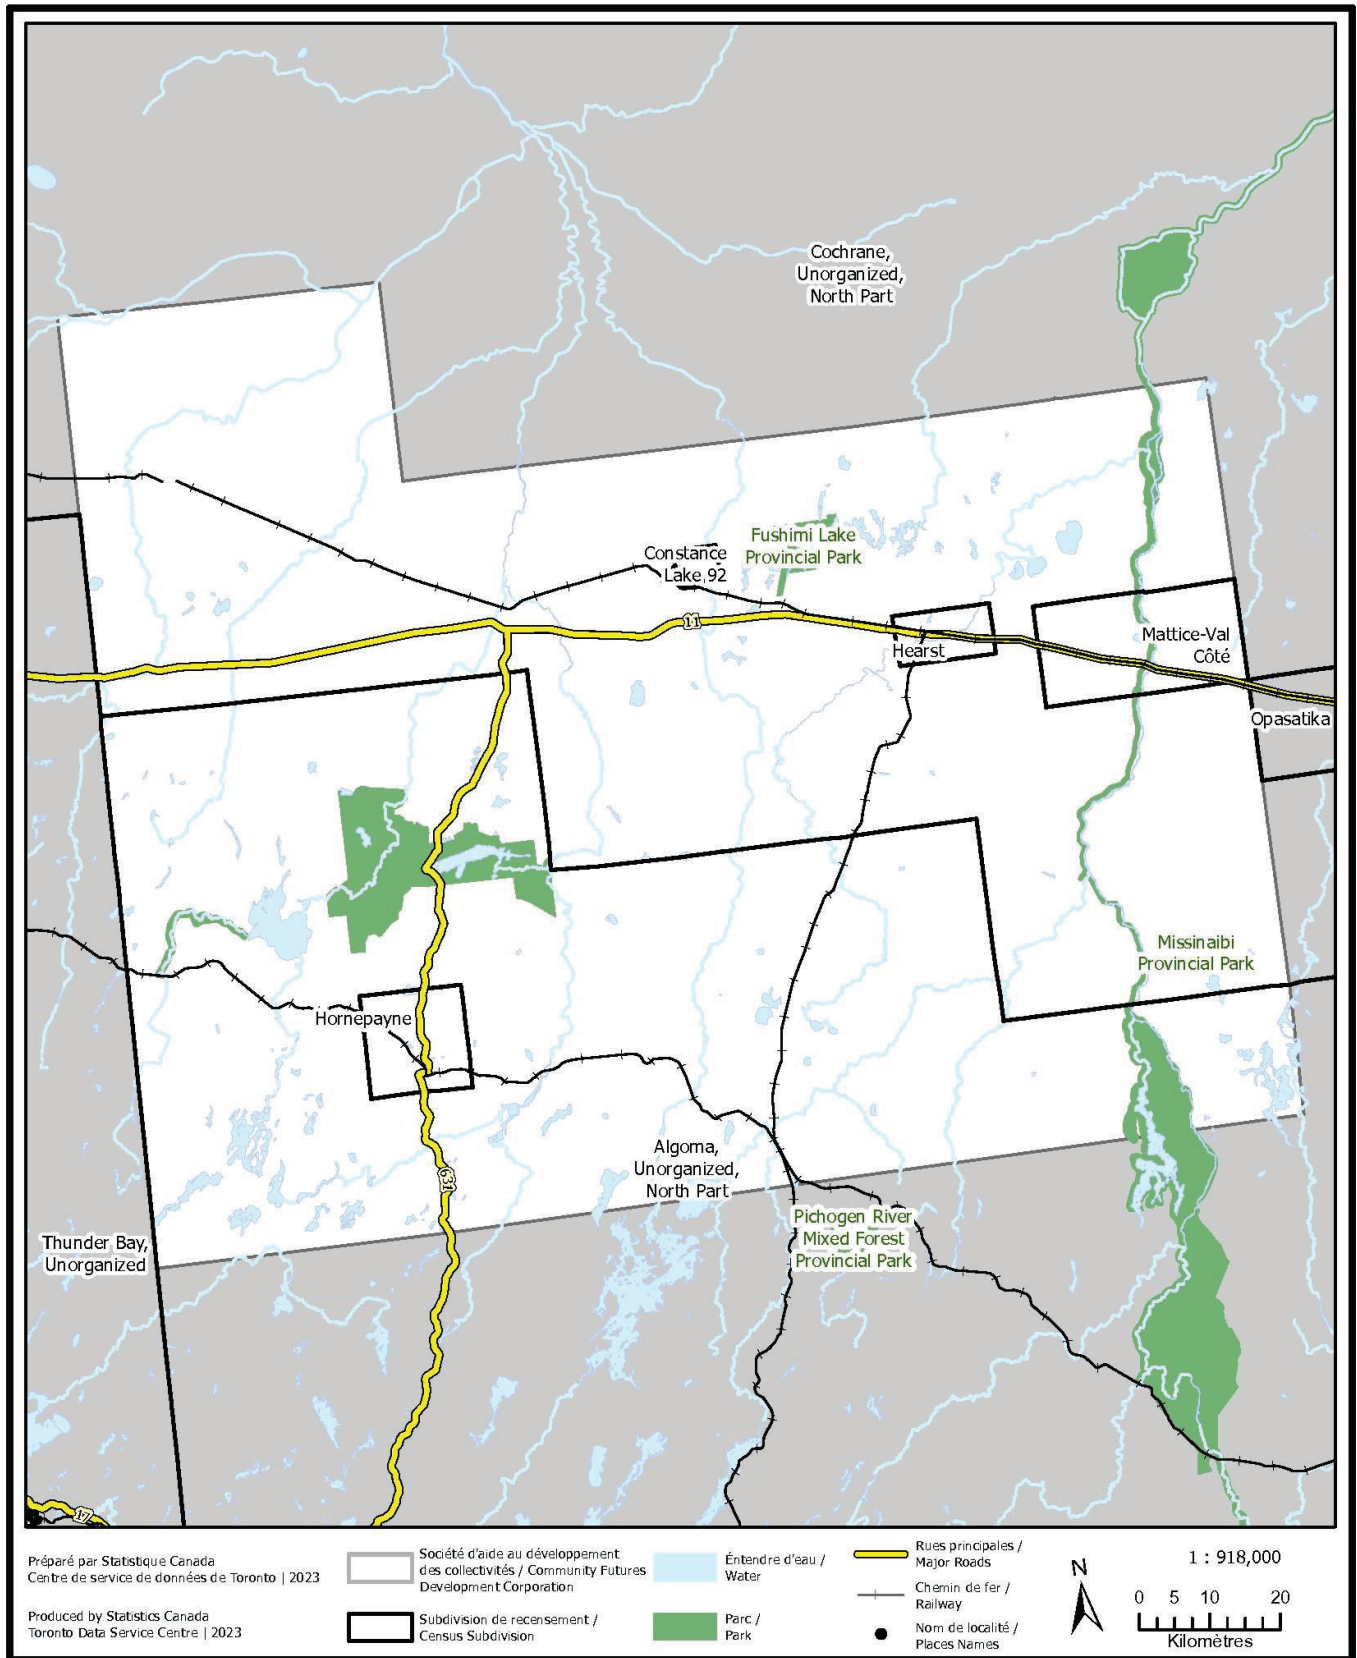 Cochrane,
Unorganized,
North Part
Constance
Lake 92
Fushimi Lake
Provincial Park
11
Hearst
Mattice-Val
Côté
Opasatika
Missinaibi
Provincial Park
Hornepayne
Algoma,
Unorganized,
North Part
631
Pichogen River
Mixed Forest
Provincial Park
Thunder Bay,
Unorganized
17
Préparé par Statistique Canada
Centre de service de données de Toronto | 2023
Produced by Statistics Canada
Toronto Data Service Centre | 2023
Société d'aide au développement
des collectivités / Community Futures
Development Corporation
Subdivision de recensement /
Census Subdivision
Éntendre d'eau /
Water
Parc /
Park
Rues principales /
Major Roads
Chemin de fer /
Railway
Nom de localité /
Places Names
N
1 : 918,000
0 5 10 20
Kilomètres